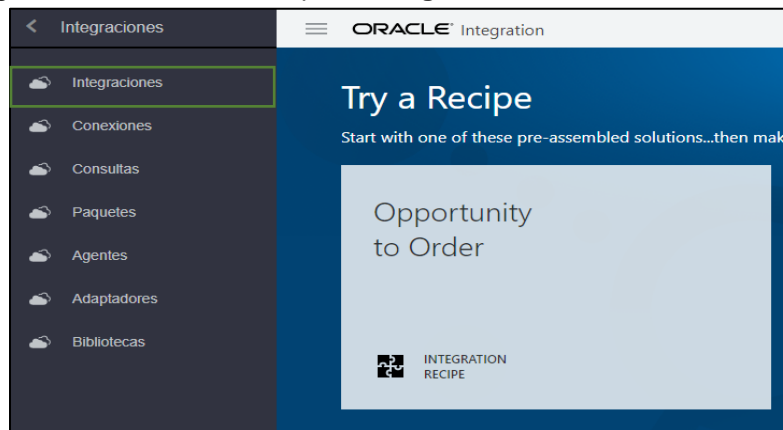 Integraciones
Integraciones
Conexiones
Consultas
Paquetes
Agentes
Adaptadores
Bibliotecas
ORACLE Integration
Try a Recipe
Start with one of these pre-assembled solutions...then mak
Opportunity
to Order
INTEGRATION
RECIPE